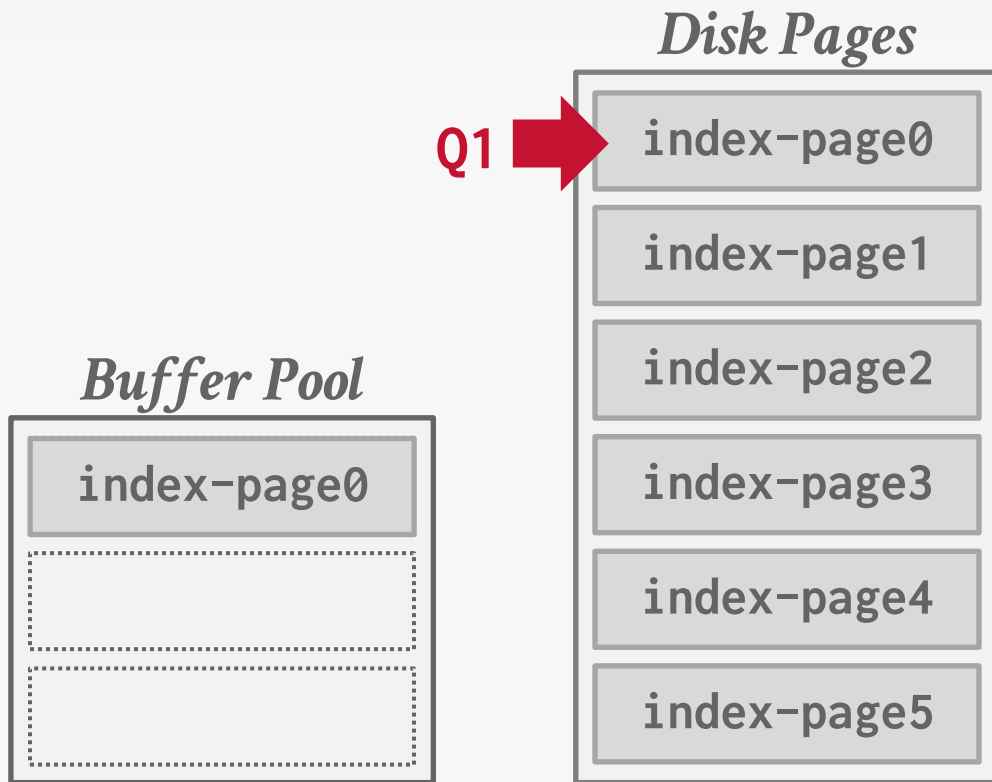 Disk Pages
Q1
index-page0
index-page1
index-page2
index-page3
index-page4
index-page5
Buffer Pool
index-page0